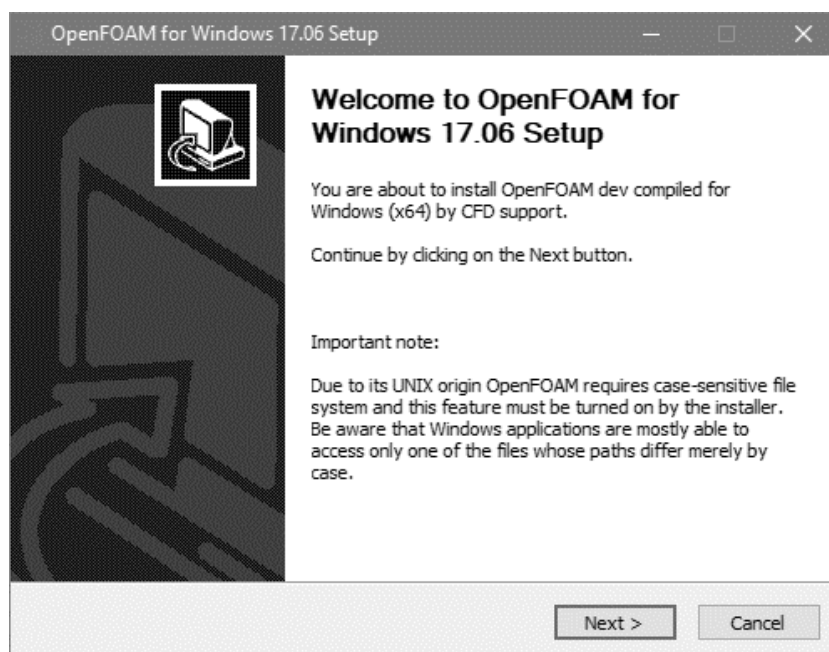 OpenFOAM for Windows 17.06 Setup
Welcome to OpenFOAM for
Windows 17.06 Setup
You are about to install OpenFOAM dev compiled for
Windows (x64) by CFD support.
Continue by clicking on the Next button.
Important note:
Due to its UNIX origin OpenFOAM requires case-sensitive file
system and this feature must be turned on by the installer.
Be aware that Windows applications are mostly able to
access only one of the files whose paths differ merely by
case.
Next >
Cancel